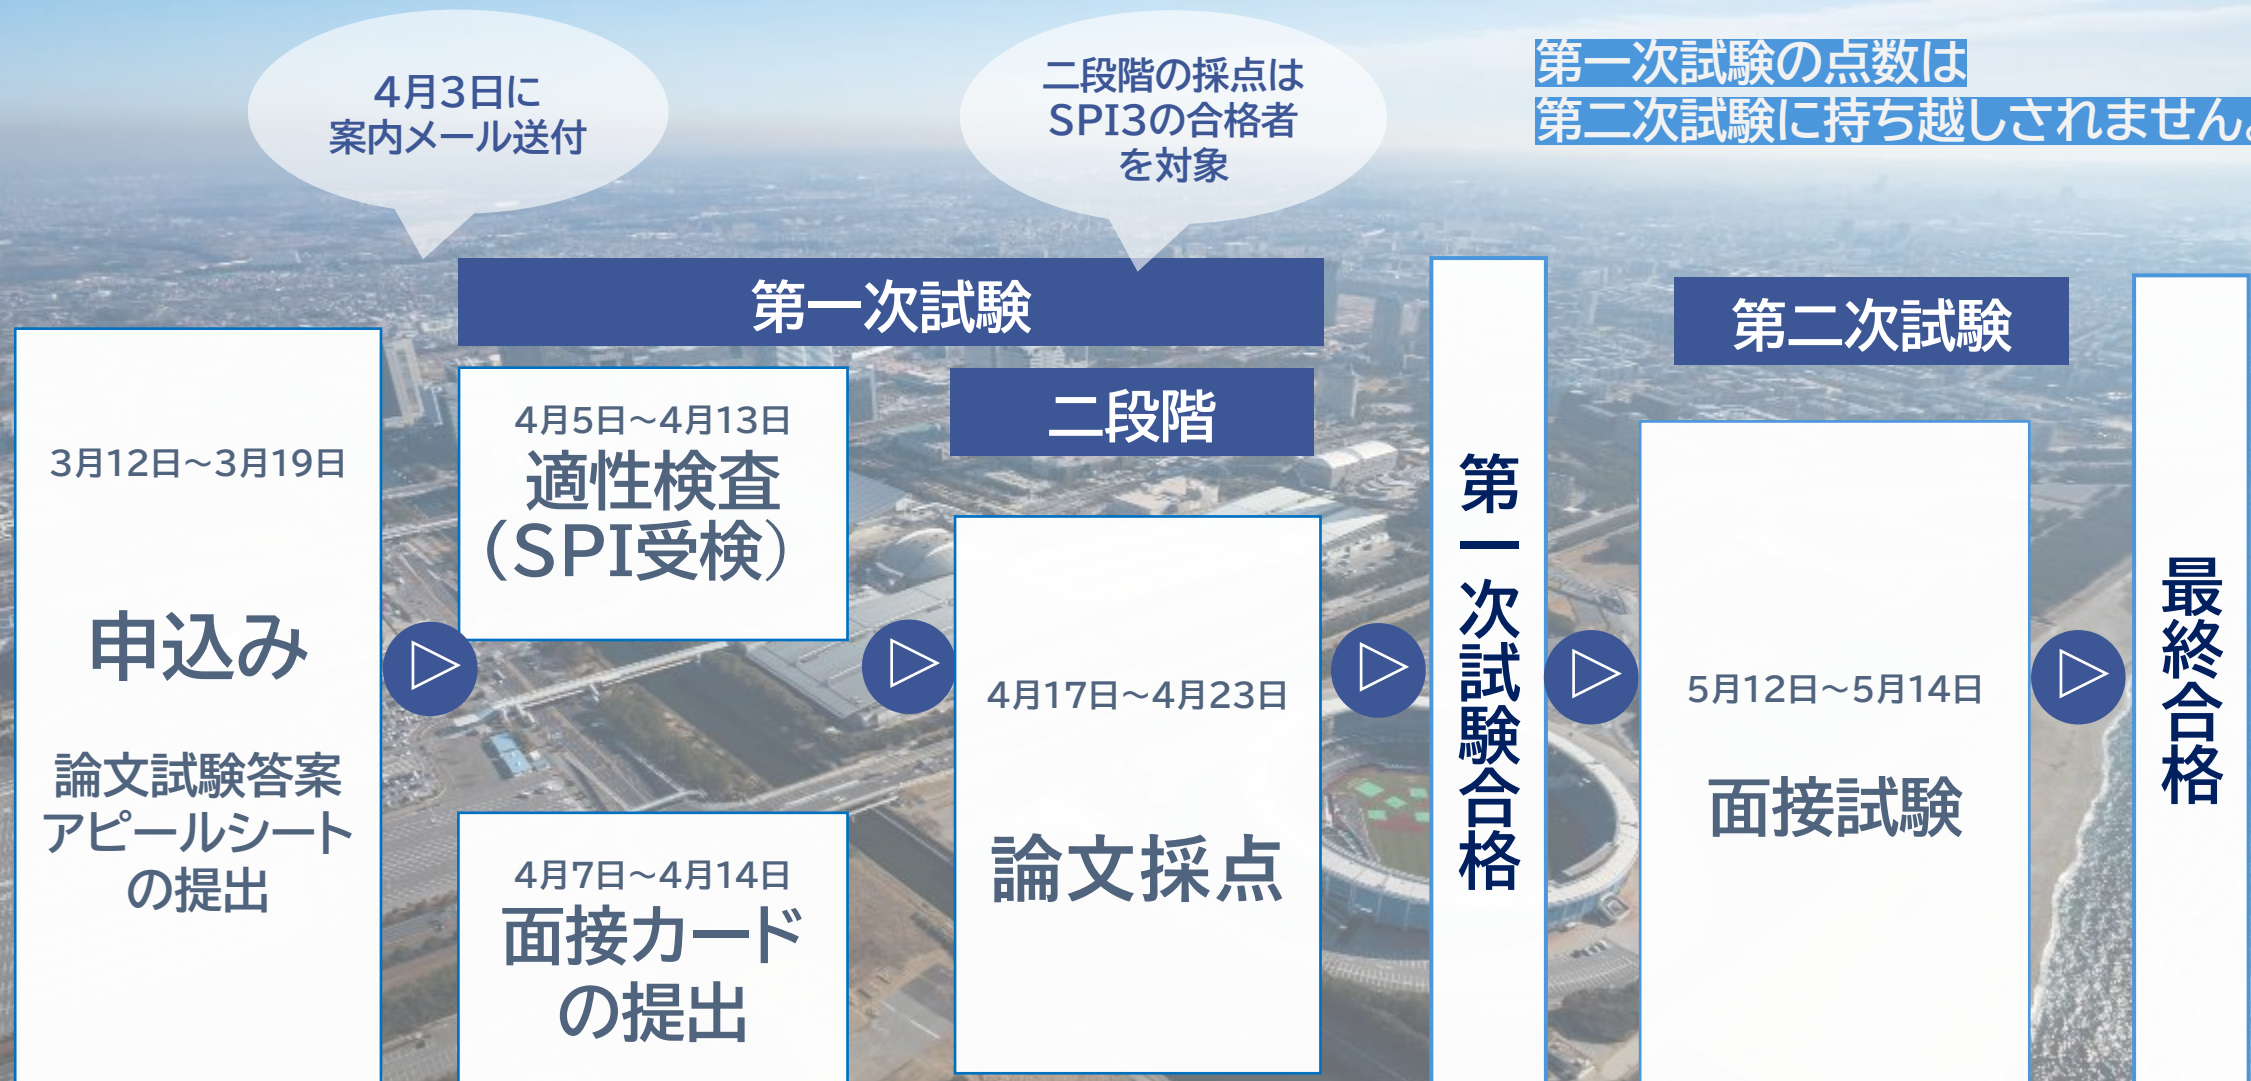 4月3日に
案内メール送付
二段階の採点は
SPI3の合格者
を対象
第一次試験の点数は
第二次試験に持ち越しされません。
3月12日～3月19日
申込み
論文試験答案
アピールシート
の提出
第一次試験
4月5日～4月13日
適性検査
（SPI受検）
4月7日～4月14日
面接カード
の提出
二段階
4月17日～4月23日
論文採点
第一次試験合格
第二次試験
5月12日～5月14日
面接試験
最終合格